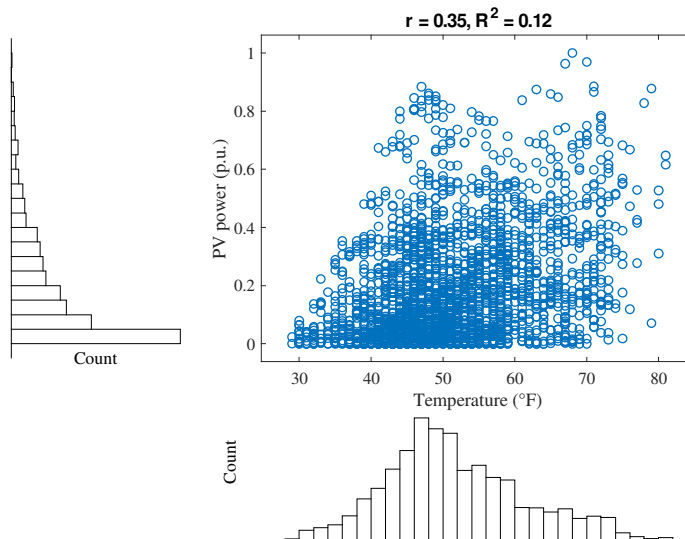 r = 0.35, R² = 0.12
1
0.8
0.6
0.4
0.2
0
PV power (p.u.)
Count
30 40 50 60 70 80
Temperature (°F)
Count